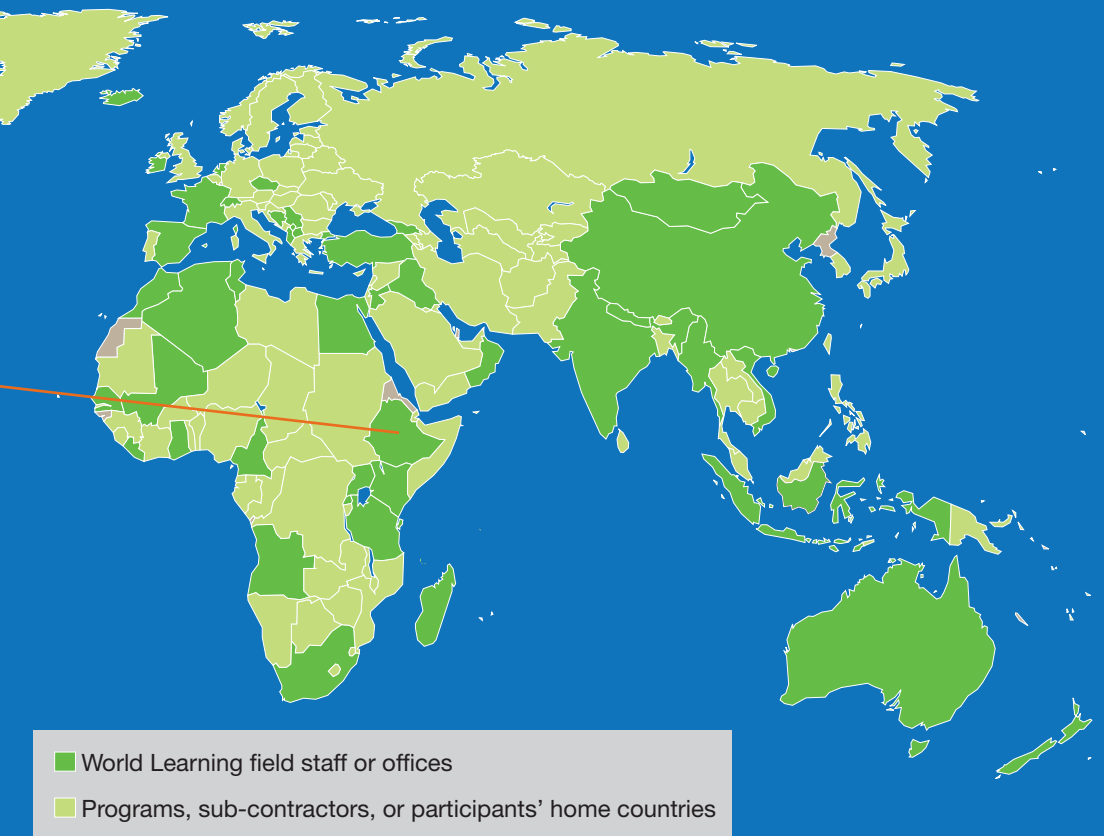 World Learning field staff or offices
Programs, sub-contractors, or participants’ home countries